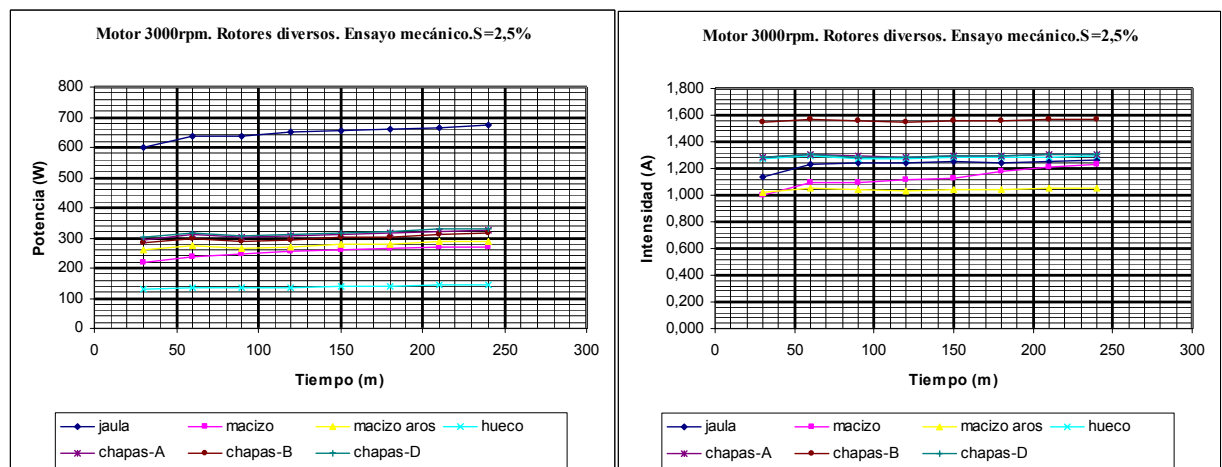 Motor 3000rpm. Rotores diversos. Ensayo mecánico.S=2,5%
800
700
600
500
400
300
200
100
0
Potencia (W)
0 50 100 150 200 250 300
Tiempo (m)
jaula macizo macizo aros hueco
chapas-A chapas-B chapas-D
Motor 3000rpm. Rotores diversos. Ensayo mecánico.S=2,5%
1,800
1,600
1,400
1,200
1,000
0,800
0,600
0,400
0,200
0,000
Intensidad (A)
0 50 100 150 200 250 300
Tiempo (m)
jaula macizo macizo aros hueco
chapas-A chapas-B chapas-D